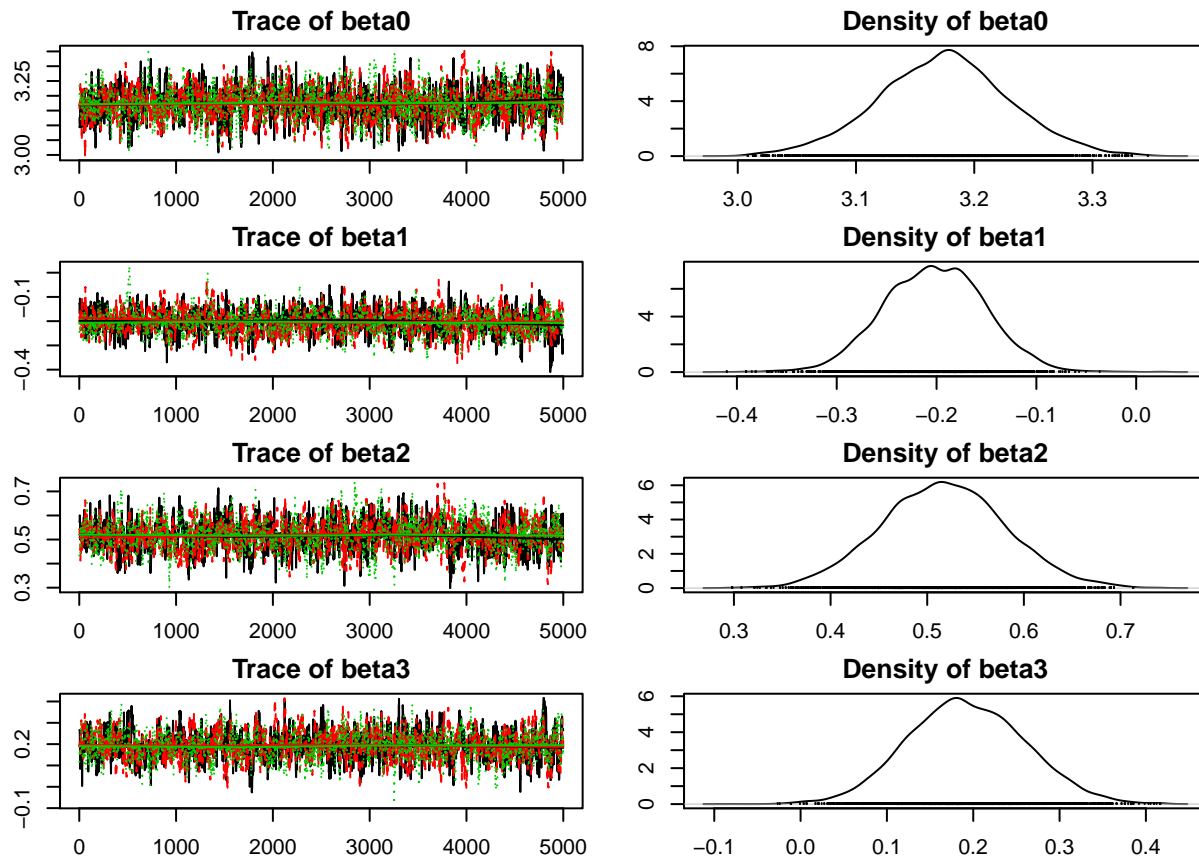 Trace of beta0
3.00 3.25
0 1000 2000 3000 4000 5000
Density of beta0
0 4 8
3.0 3.1 3.2 3.3
Trace of beta1
−0.4 −0.1
0 1000 2000 3000 4000 5000
Density of beta1
0 4
−0.4 −0.3 −0.2 −0.1 0.0
Trace of beta2
0.3 0.5 0.7
0 1000 2000 3000 4000 5000
Density of beta2
0 2 4 6
0.3 0.4 0.5 0.6 0.7
Trace of beta3
−0.1 0.2
0 1000 2000 3000 4000 5000
Density of beta3
0 2 4 6
−0.1 0.0 0.1 0.2 0.3 0.4